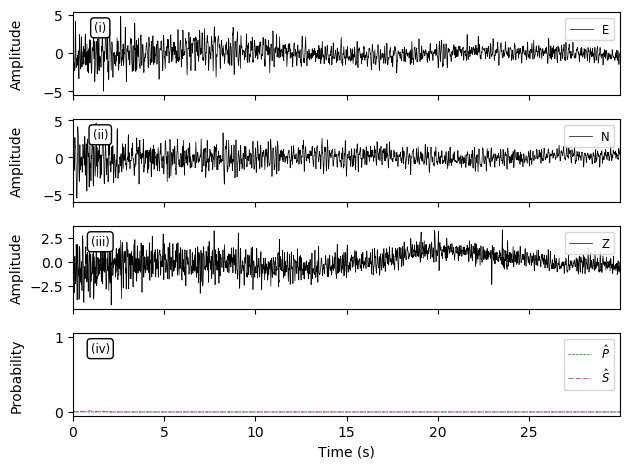 5
0
−5
Amplitude
(i)
E
5
0
−5
Amplitude
(ii)
N
2.5
0.0
−2.5
Amplitude
(iii)
Z
1
0
Probability
(iv)
P̂
Ŝ
0 5 10 15 20 25
Time (s)